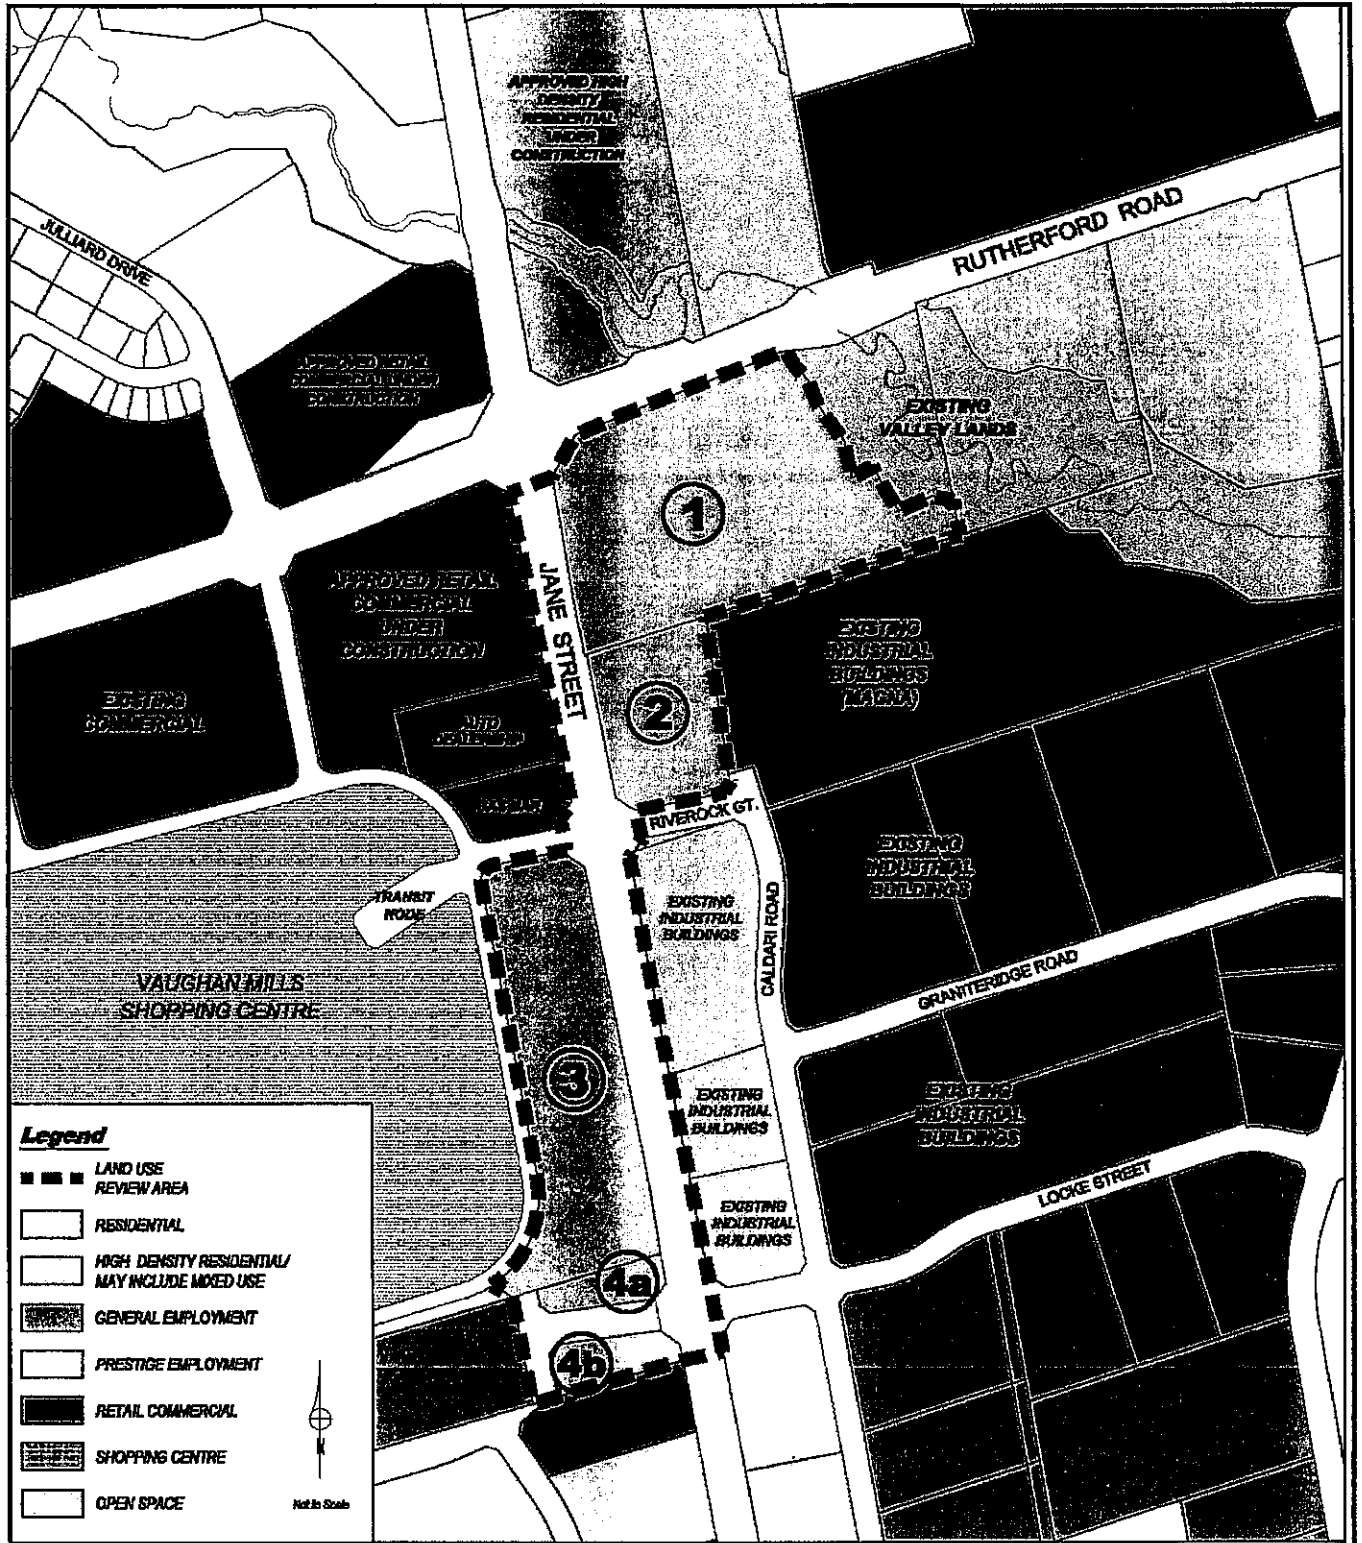 APPROVED HIGH
DENSITY
RESIDENTIAL
UNDER
CONSTRUCTION
RUTHERFORD ROAD
JULLIARD DRIVE
APPROVED RETAIL
COMMERCIAL UNDER
CONSTRUCTION
EXISTING
VALLEY LANDS
1
JANE STREET
APPROVED RETAIL
COMMERCIAL
UNDER
CONSTRUCTION
EXISTING
INDUSTRIAL
BUILDINGS
(MAGNA)
EXISTING
COMMERCIAL
2
AUTO
DEALERSHIP
RIVEROCK GT.
EXISTING
INDUSTRIAL
BUILDINGS
TRANSIT
NODE
EXISTING
INDUSTRIAL
BUILDINGS
CALDARI ROAD
VAUGHAN MILLS
SHOPPING CENTRE
GRANITERIDGE ROAD
3
EXISTING
INDUSTRIAL
BUILDINGS
EXISTING
INDUSTRIAL
BUILDINGS
LOCKE STREET
EXISTING
INDUSTRIAL
BUILDINGS
4a
4b
Legend
LAND USE
REVIEW AREA
RESIDENTIAL
HIGH DENSITY RESIDENTIAL/
MAY INCLUDE MIXED USE
GENERAL EMPLOYMENT
PRESTIGE EMPLOYMENT
RETAIL COMMERCIAL
SHOPPING CENTRE
OPEN SPACE
N
Not to Scale